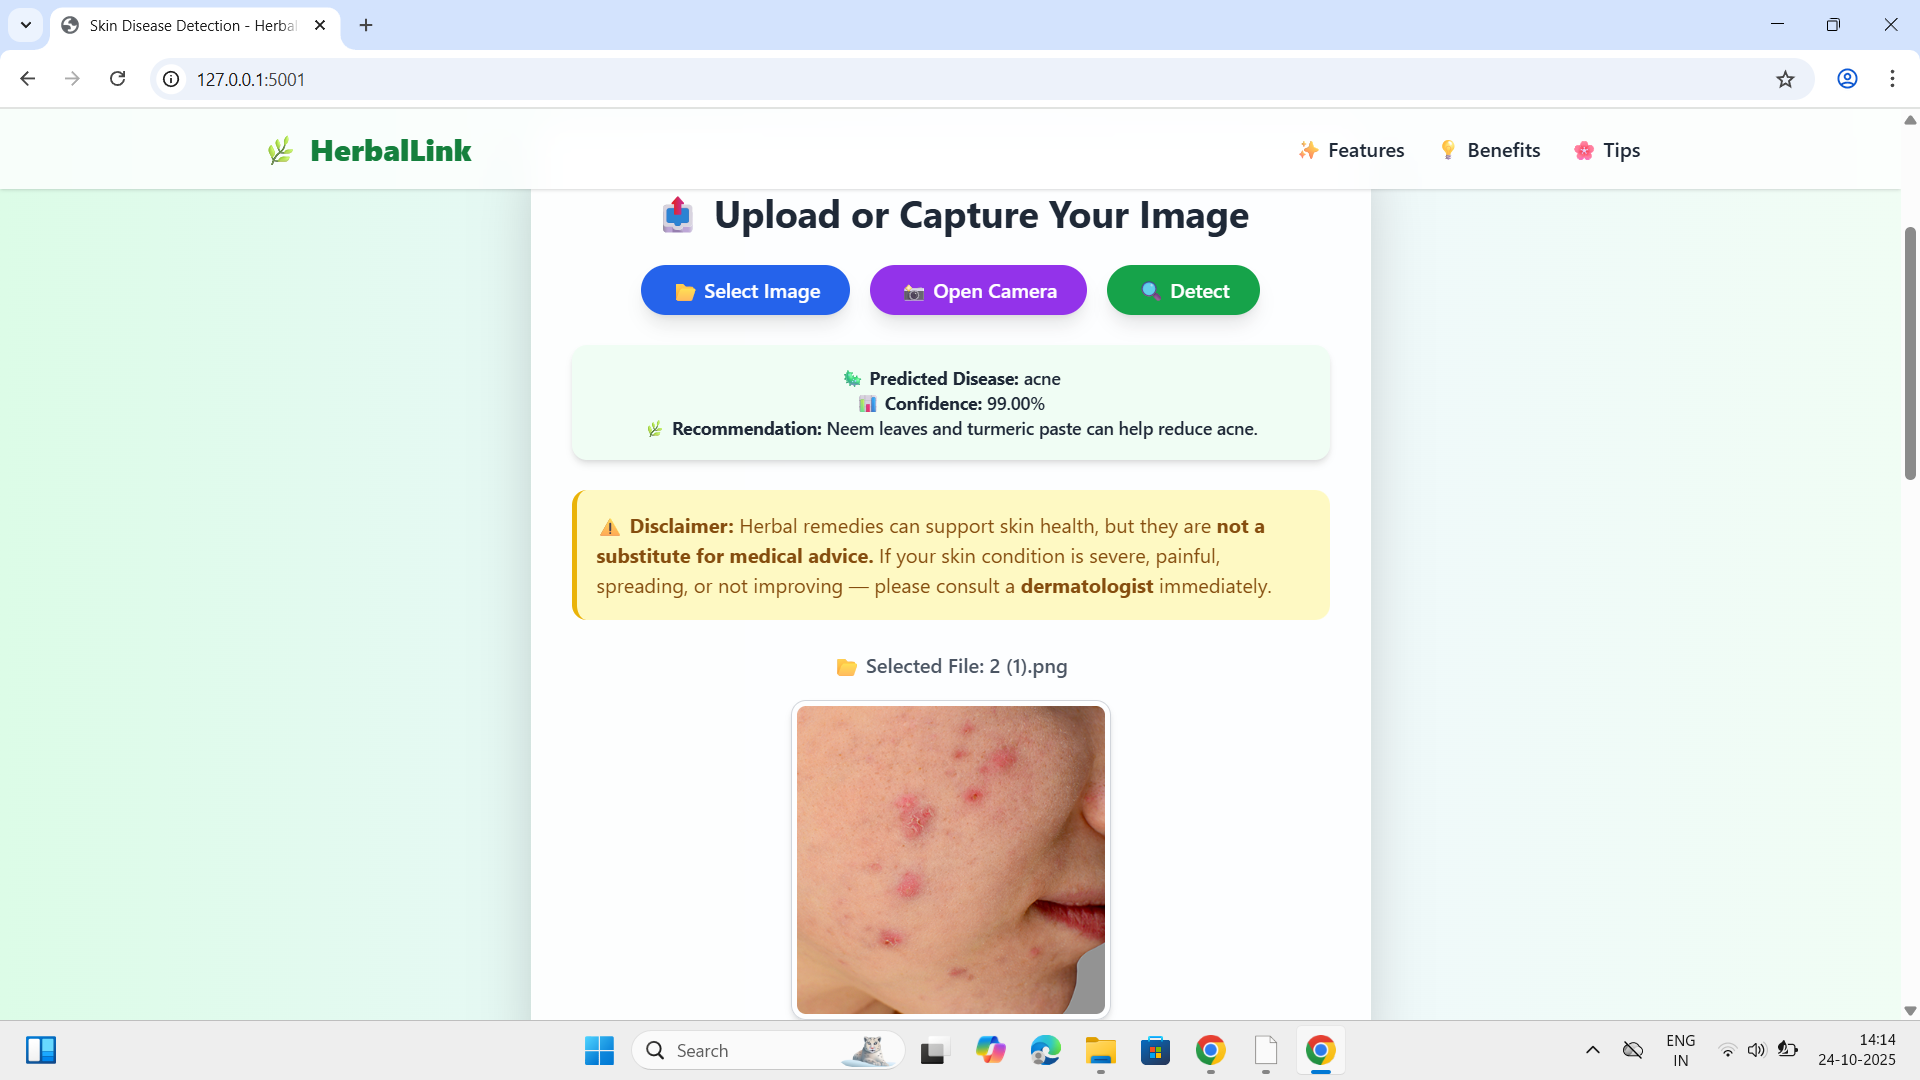 Skin Disease Detection - Herbal
127.0.0.1:5001
HerbalLink
Features
Benefits
Tips
Upload or Capture Your Image
Select Image
Open Camera
Detect
Predicted Disease: acne
Confidence: 99.00%
Recommendation: Neem leaves and turmeric paste can help reduce acne.
Disclaimer: Herbal remedies can support skin health, but they are not a
substitute for medical advice. If your skin condition is severe, painful,
spreading, or not improving — please consult a dermatologist immediately.
Selected File: 2 (1).png
Search
ENG
IN
14:14
24-10-2025